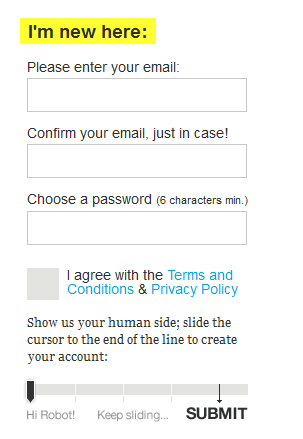 I'm new here:
Please enter your email:
Confirm your email, just in case!
Choose a password (6 characters min.)
I agree with the Terms and
Conditions & Privacy Policy
Show us your human side; slide the
cursor to the end of the line to create
your account:
Hi Robot! Keep sliding... SUBMIT